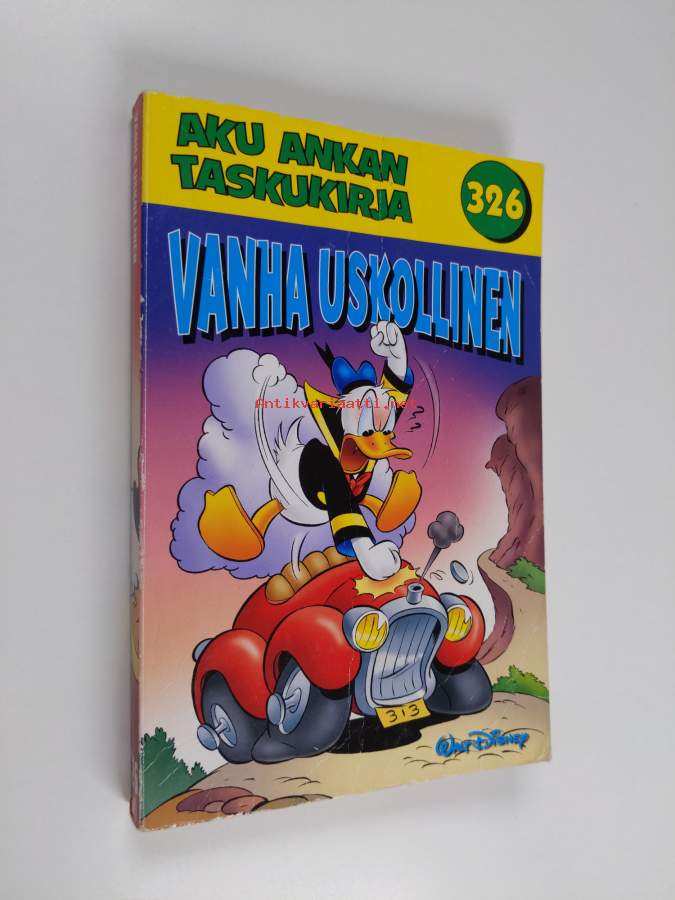 AKU ANKAN
TASKUKIRJA
326
VANHA USKOLLINEN
Antikvariaatti.net
313
Walt Disney